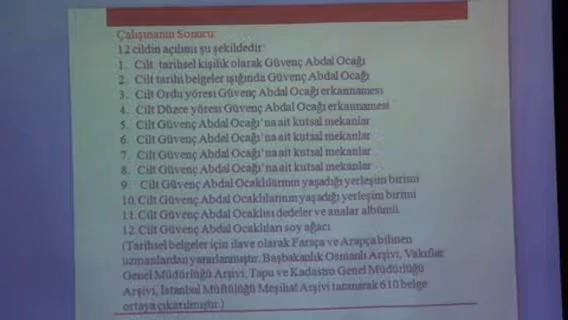 Çalışmanın Sonucu:
12 cildin açılımı şu şekildedir:
1. Cilt tarihsel kişilik olarak Güvenç Abdal Ocağı
2. Cilt tarihi belgeler ışığında Güvenç Abdal Ocağı
3. Cilt Ordu yöresi Güvenç Abdal Ocağı erkannamesi
4. Cilt Düzce yöresi Güvenç Abdal Ocağı erkannamesi
5. Cilt Güvenç Abdal Ocağı'na ait kutsal mekanlar
6. Cilt Güvenç Abdal Ocağı'na ait kutsal mekanlar
7. Cilt Güvenç Abdal Ocağı'na ait kutsal mekanlar
8. Cilt Güvenç Abdal Ocağı'na ait kutsal mekanlar
9. Cilt Güvenç Abdal Ocaklılarının yaşadığı yerleşim birimi
10. Cilt Güvenç Abdal Ocaklılarının yaşadığı yerleşim birimi
11. Cilt Güvenç Abdal Ocaklısı dedeler ve analar albümü.
12. Cilt Güvenç Abdal Ocaklıları soy ağacı
(Tarihsel belgeler için ilave olarak Farsça ve Arapça bilinen
uzmanlardan yararlanmıştır. Başbakanlık Osmanlı Arşivi, Vakıflar
Genel Müdürlüğü Arşivi, Tapu ve Kadastro Genel Müdürlüğü
Arşivi, İstanbul Müftülüğü Meşihat Arşivi taranarak 610 belge
ortaya çıkarılmıştır.)